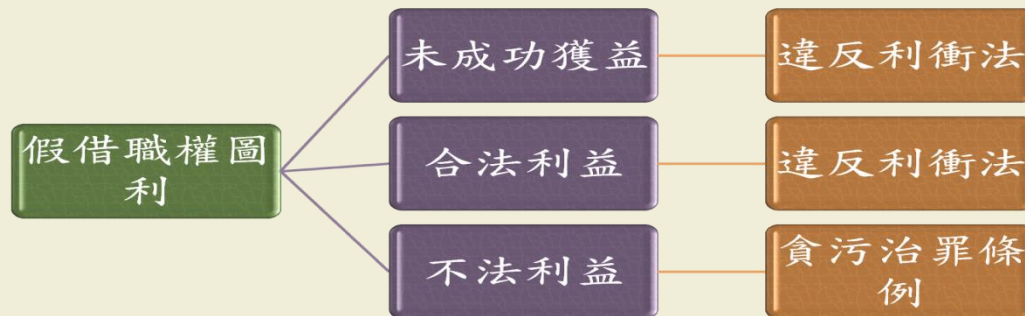 假借職權圖
利
未成功獲益
違反利衝法
合法利益
違反利衝法
不法利益
貪污治罪條
例